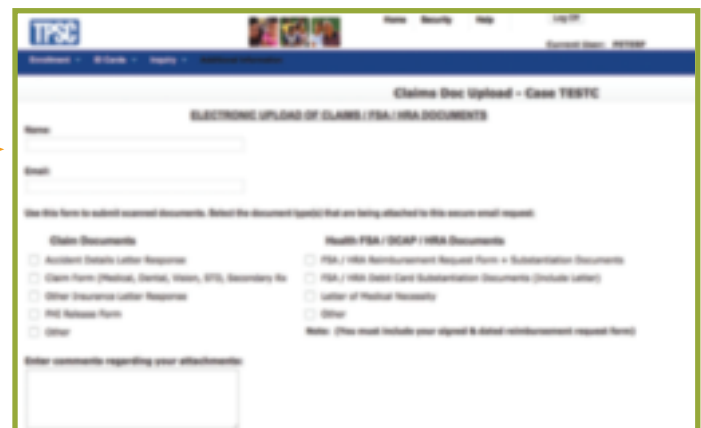 TPSC
Home Security Help Log Off
Current User:
Enrollment ID Cards Inquiry Additional Information
Claims Doc Upload - Case TESTC
ELECTRONIC UPLOAD OF CLAIMS / FSA / HRA DOCUMENTS
Name:
Email:
Use this form to submit scanned documents. Select the document type(s) that are being attached to this secure email request:
Claim Documents Health FSA / DCAP / HRA Documents
Accident Details Letter Response FSA / HRA Reimbursement Request Form + Substantiation Documents
Claim Form (Medical, Dental, Vision, STD, Secondary Re FSA / HRA Debit Card Substantiation Documents (Include Letter)
Other Insurance Letter Response Letter of Medical Necessity
PHI Release Form Other
Other Note: (You must include your signed & dated reimbursement request form)
Enter comments regarding your attachments: